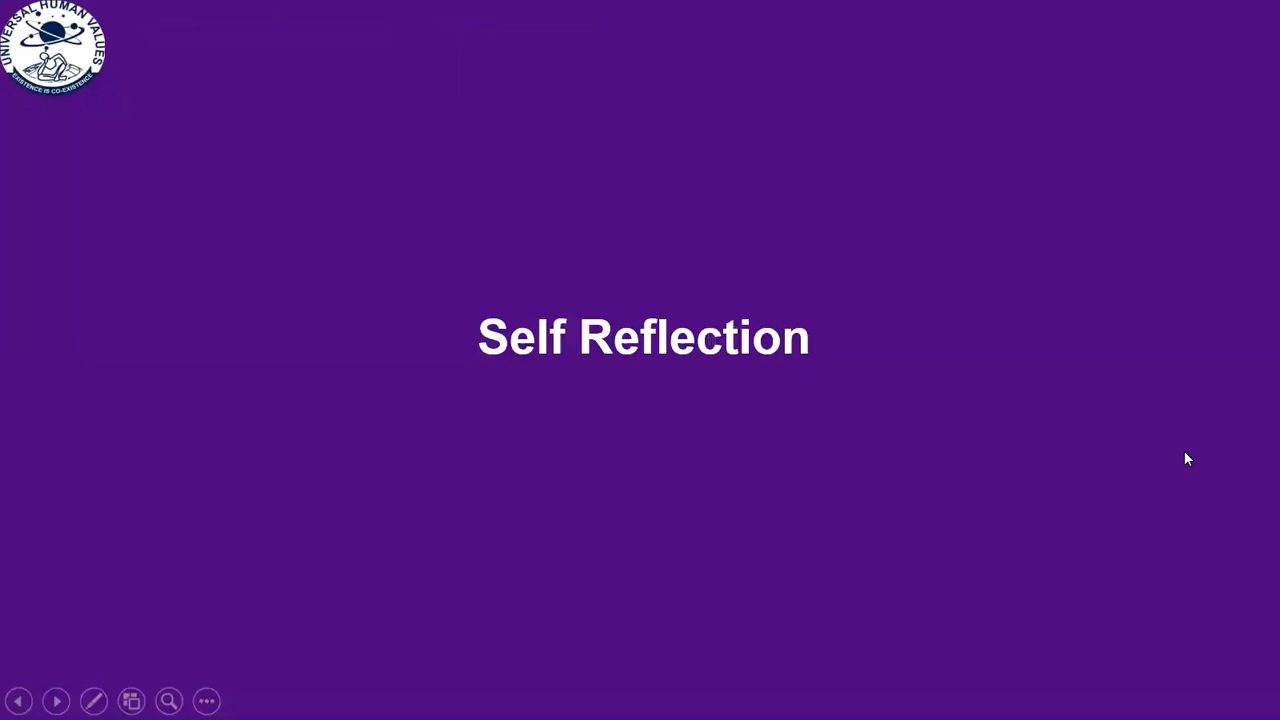 UNIVERSAL HUMAN VALUES
EXISTENCE IS CO-EXISTENCE
Self Reflection